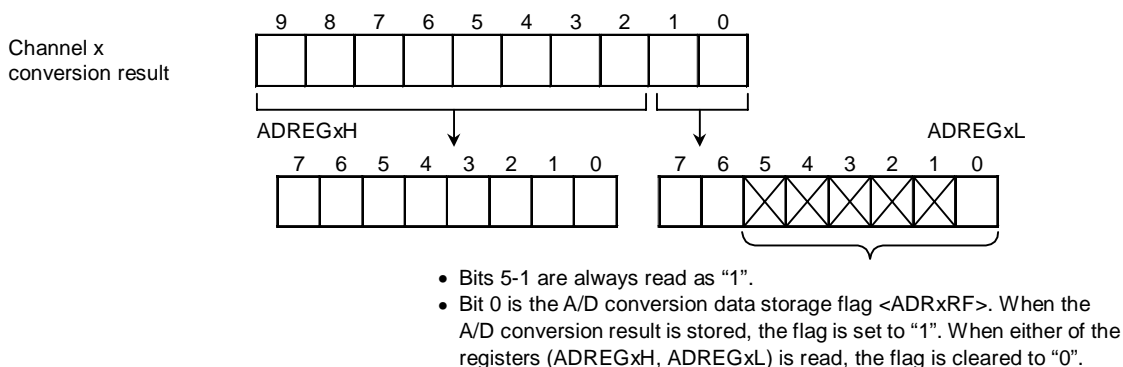 9 8 7 6 5 4 3 2 1 0
Channel x
conversion result
ADREGxH
ADREGxL
7 6 5 4 3 2 1 0
7 6 5 4 3 2 1 0
• Bits 5-1 are always read as “1”.
• Bit 0 is the A/D conversion data storage flag <ADRxRF>. When the
A/D conversion result is stored, the flag is set to “1”. When either of the
registers (ADREGxH, ADREGxL) is read, the flag is cleared to “0”.